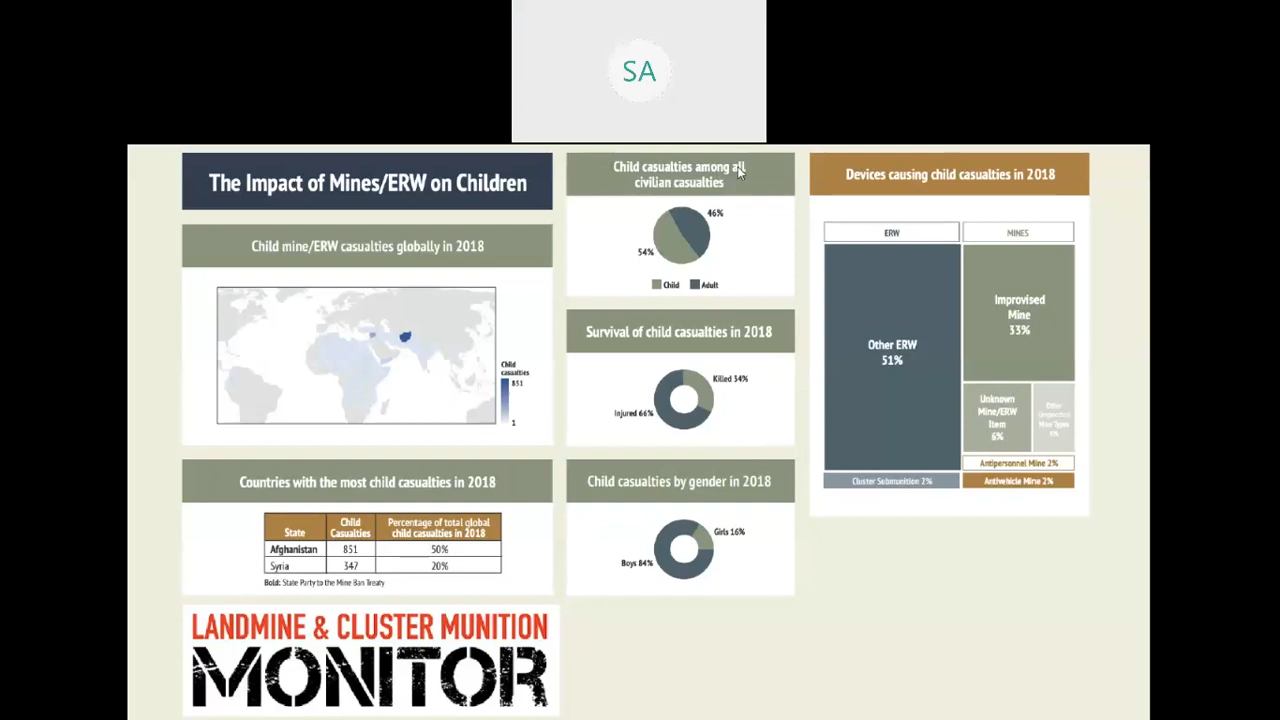 SA
The Impact of Mines/ERW on Children
Child mine/ERW casualties globally in 2018
Child
casualties
851
1
Countries with the most child casualties in 2018
State
Child
Casualties
Percentage of total global
child casualties in 2018
Afghanistan
851
50%
Syria
347
20%
Bold: State Party to the Mine Ban Treaty
LANDMINE & CLUSTER MUNITION
MONITOR
Child casualties among all
civilian casualties
46%
54%
Child
Adult
Survival of child casualties in 2018
Killed 34%
Injured 66%
Child casualties by gender in 2018
Girls 16%
Boys 84%
Devices causing child casualties in 2018
ERW
MINES
Other ERW
51%
Improvised
Mine
33%
Unknown
Mine/ERW
Item
6%
Other
Mine Types
Antipersonnel Mine 2%
Cluster Submunition 2%
Antivehicle Mine 2%